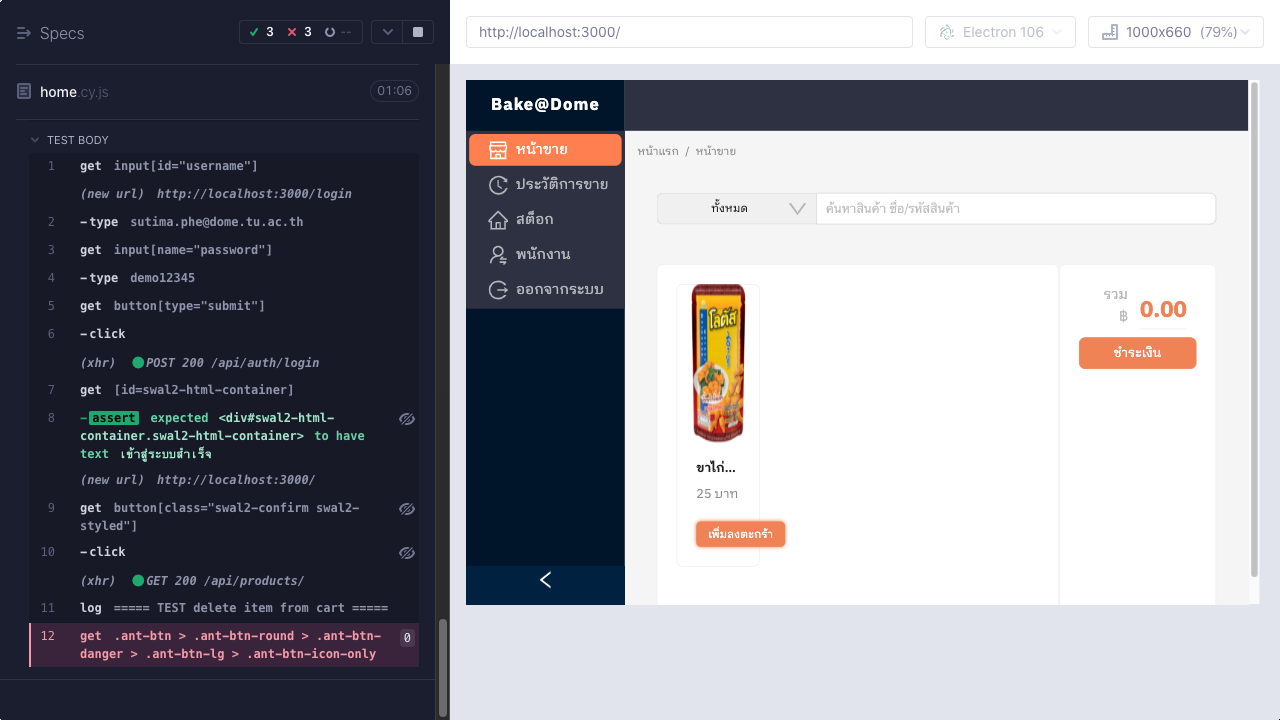 Specs
3
3
--
home.cy.js
01:06
TEST BODY
1 get input[id="username"]
(new url) http://localhost:3000/login
2 -type sutima.phe@dome.tu.ac.th
3 get input[name="password"]
4 -type demo12345
5 get button[type="submit"]
6 -click
(xhr) POST 200 /api/auth/login
7 get [id=swal2-html-container]
8 -assert expected <div#swal2-html-
container.swal2-html-container> to have
text เข้าสู่ระบบสำเร็จ
(new url) http://localhost:3000/
9 get button[class="swal2-confirm swal2-
styled"]
10 -click
(xhr) GET 200 /api/products/
11 log ===== TEST delete item from cart =====
12 get .ant-btn > .ant-btn-round > .ant-btn-
danger > .ant-btn-lg > .ant-btn-icon-only
0
http://localhost:3000/
Electron 106
1000x660 (79%)
Bake@Dome
หน้าขาย
ประวัติการขาย
สต็อก
พนักงาน
ออกจากระบบ
หน้าแรก / หน้าขาย
ทั้งหมด
ค้นหาสินค้า ชื่อ/รหัสสินค้า
โลตัส
ขาไก่...
25 บาท
เพิ่มลงตะกร้า
รวม
฿
0.00
ชำระเงิน